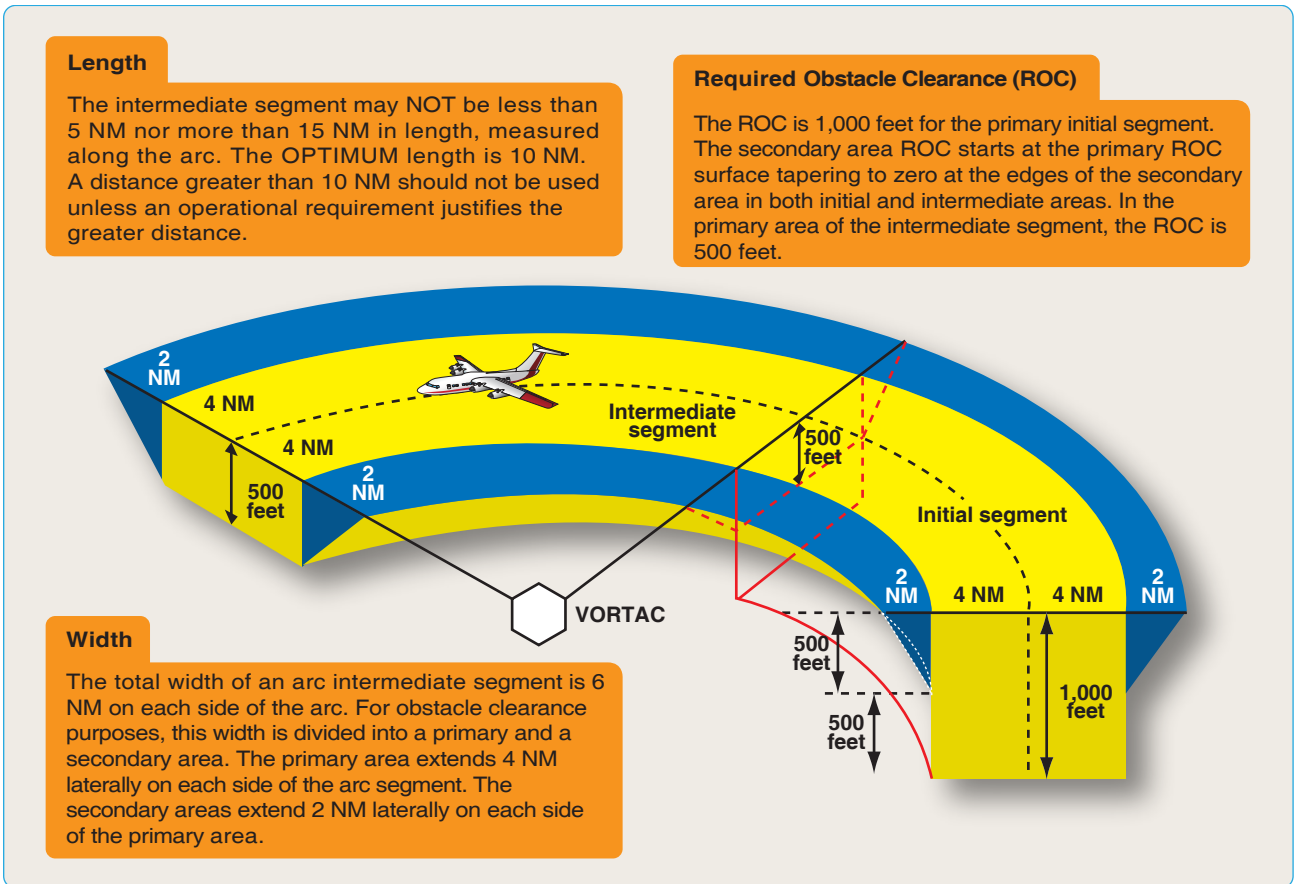 Length
The intermediate segment may NOT be less than
5 NM nor more than 15 NM in length, measured
along the arc. The OPTIMUM length is 10 NM.
A distance greater than 10 NM should not be used
unless an operational requirement justifies the
greater distance.
Required Obstacle Clearance (ROC)
The ROC is 1,000 feet for the primary initial segment.
The secondary area ROC starts at the primary ROC
surface tapering to zero at the edges of the secondary
area in both initial and intermediate areas. In the
primary area of the intermediate segment, the ROC is
500 feet.
2
NM
4 NM
4 NM
2
NM
500
feet
Intermediate
segment
500
feet
Initial segment
2
NM
4 NM
4 NM
2
NM
VORTAC
500
feet
500
feet
1,000
feet
Width
The total width of an arc intermediate segment is 6
NM on each side of the arc. For obstacle clearance
purposes, this width is divided into a primary and a
secondary area. The primary area extends 4 NM
laterally on each side of the arc segment. The
secondary areas extend 2 NM laterally on each side
of the primary area.